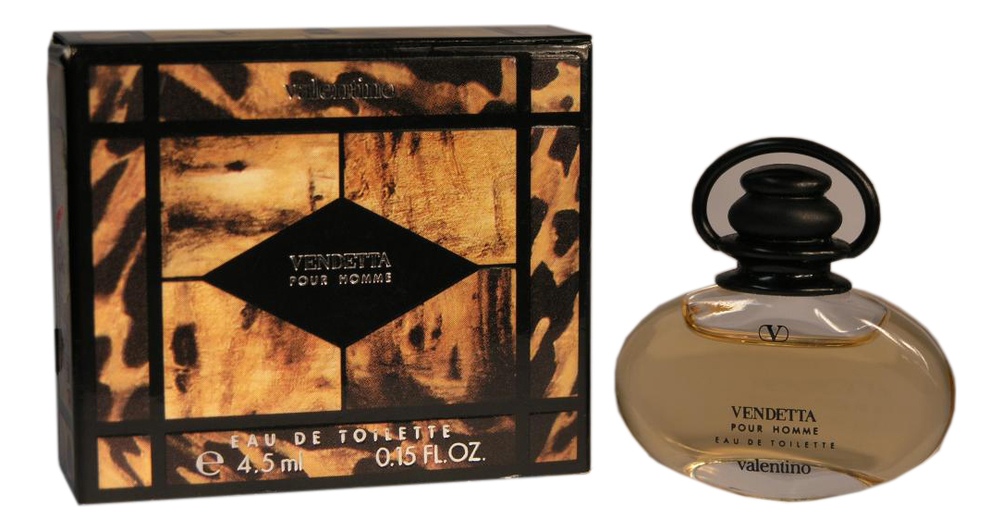 valentino
VENDETTA
POUR HOMME
EAU DE TOILETTE
e 4.5 ml 0.15 FL.OZ.
V
VENDETTA
POUR HOMME
EAU DE TOILETTE
valentino